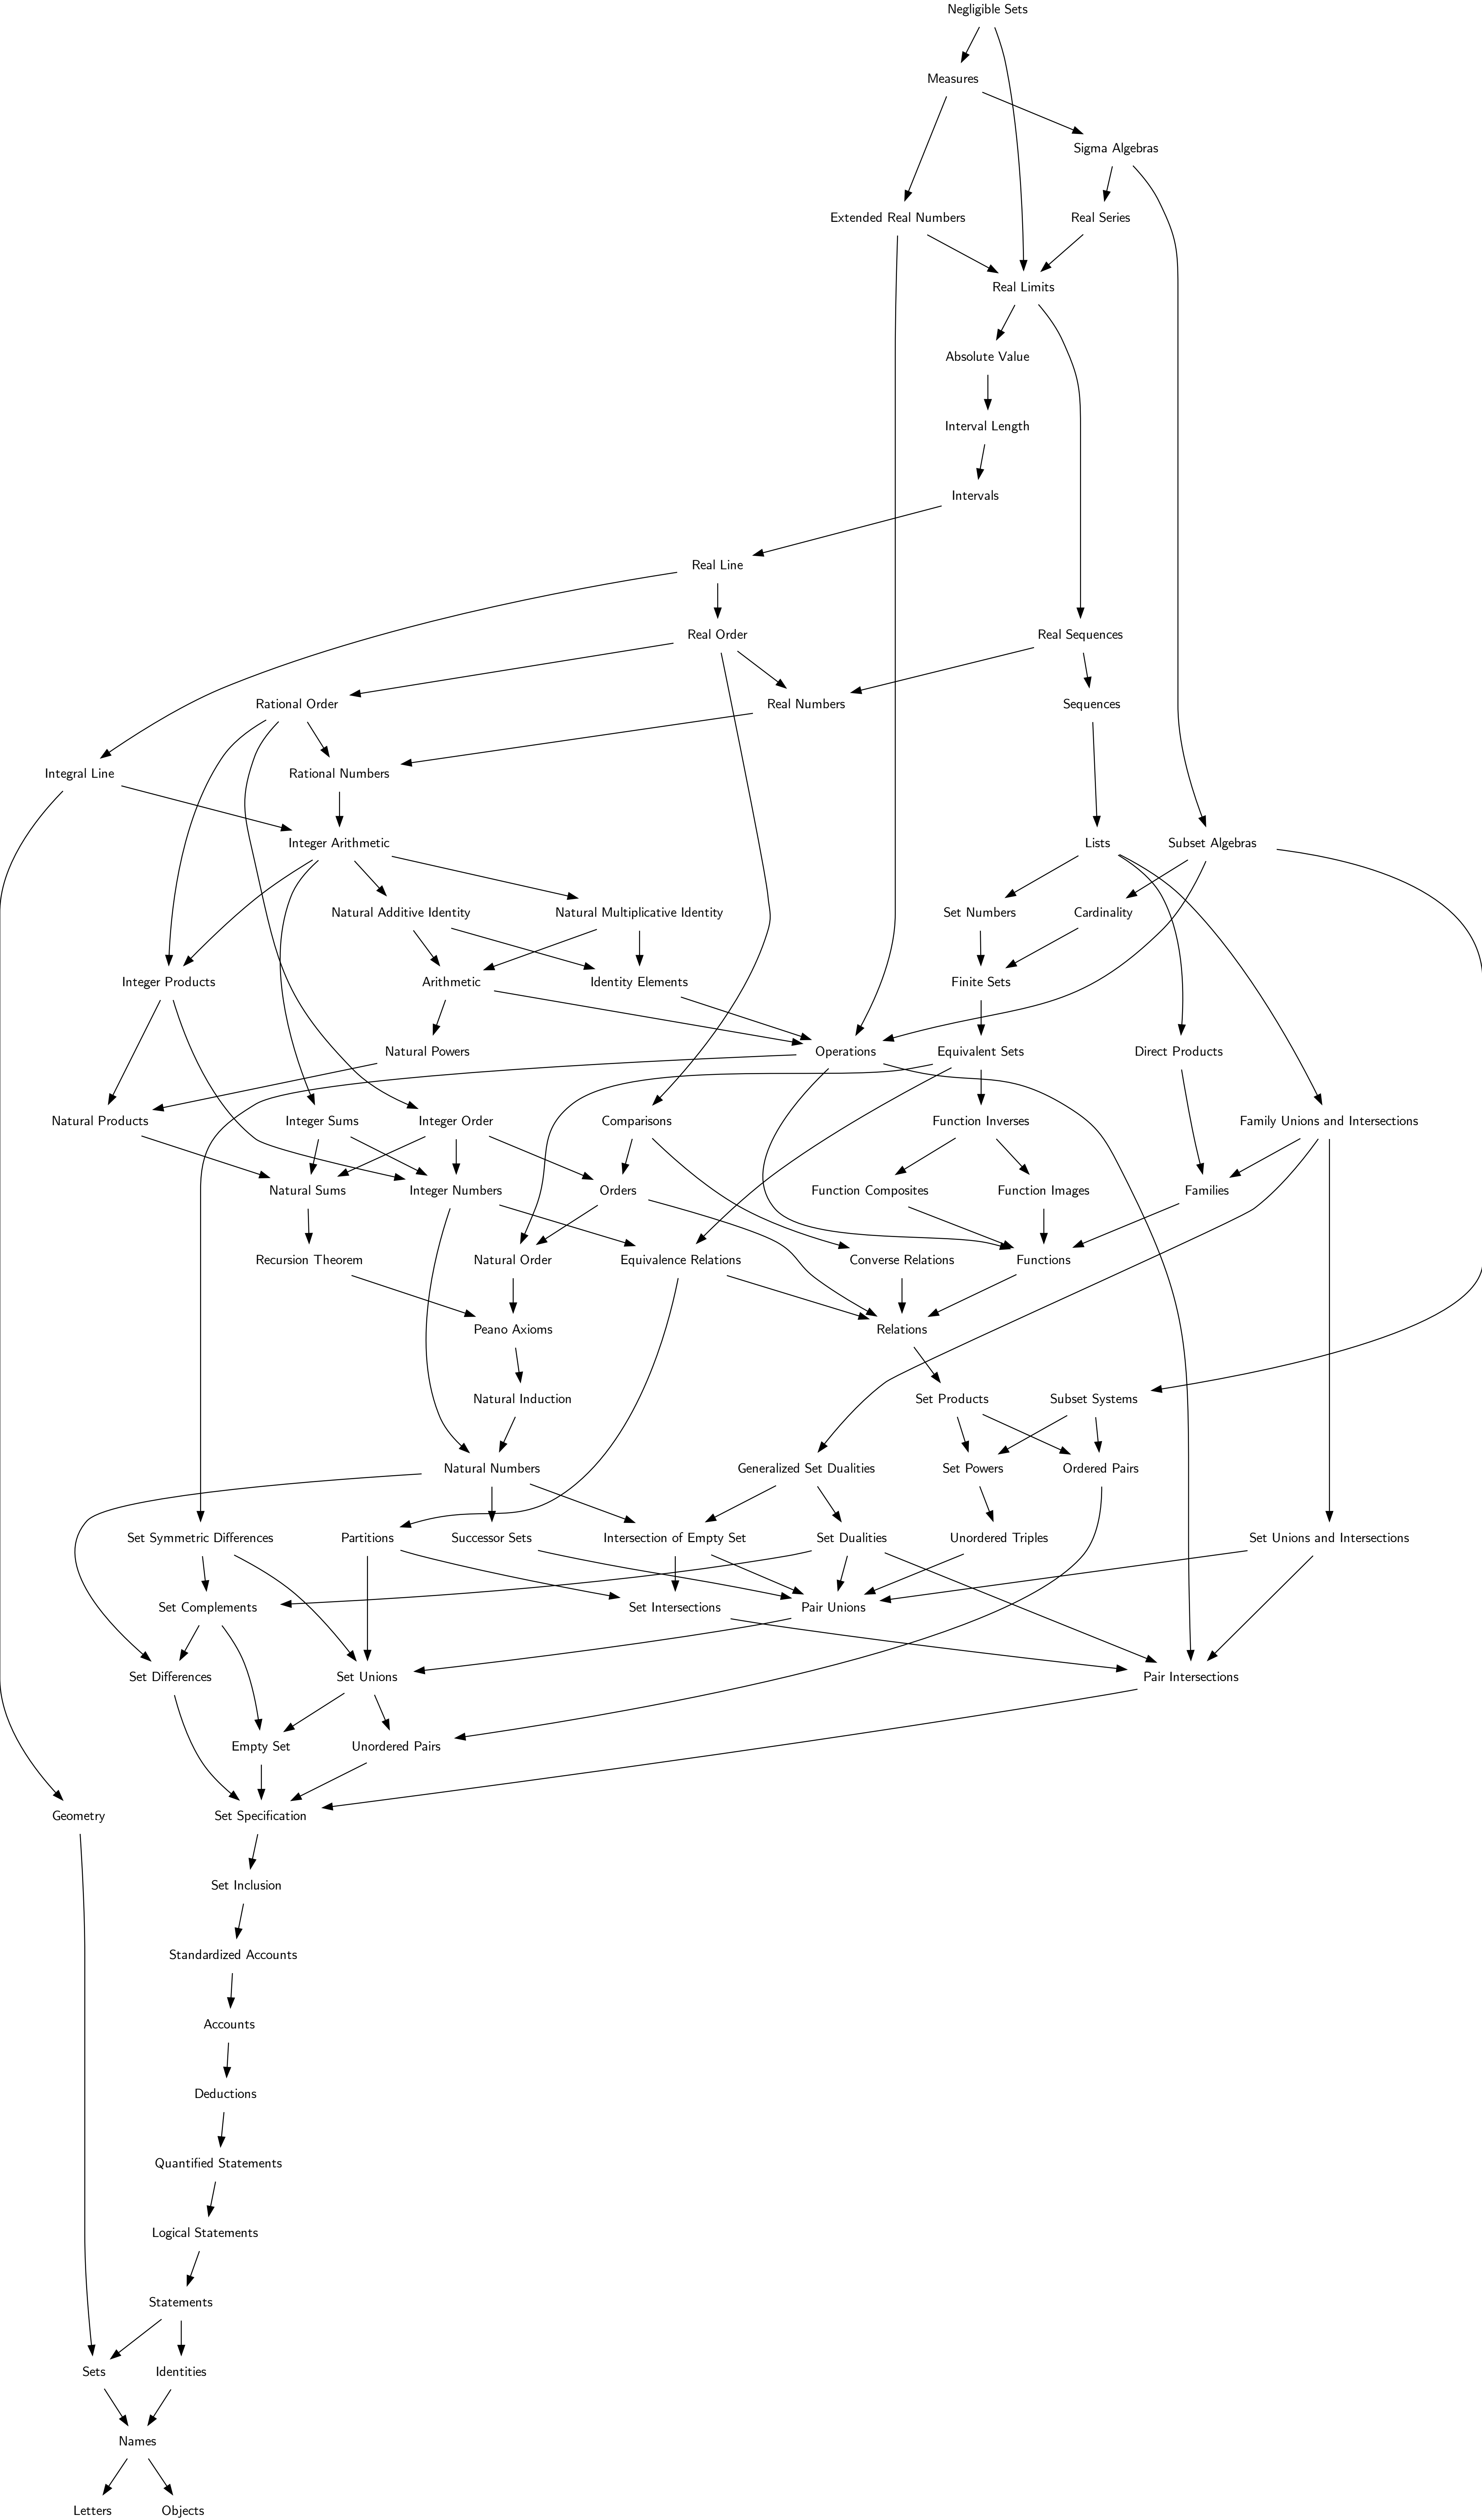 Negligible Sets
Measures
Sigma Algebras
Extended Real Numbers
Real Series
Real Limits
Absolute Value
Interval Length
Intervals
Real Line
Real Order
Real Sequences
Rational Order
Real Numbers
Sequences
Integral Line
Rational Numbers
Integer Arithmetic
Lists
Subset Algebras
Natural Additive Identity
Natural Multiplicative Identity
Set Numbers
Cardinality
Integer Products
Arithmetic
Identity Elements
Finite Sets
Natural Powers
Operations
Equivalent Sets
Direct Products
Natural Products
Integer Sums
Integer Order
Comparisons
Function Inverses
Family Unions and Intersections
Natural Sums
Integer Numbers
Orders
Function Composites
Function Images
Families
Recursion Theorem
Natural Order
Equivalence Relations
Converse Relations
Functions
Peano Axioms
Relations
Natural Induction
Set Products
Subset Systems
Natural Numbers
Generalized Set Dualities
Set Powers
Ordered Pairs
Set Symmetric Differences
Partitions
Successor Sets
Intersection of Empty Set
Set Dualities
Unordered Triples
Set Unions and Intersections
Set Complements
Set Intersections
Pair Unions
Set Differences
Set Unions
Pair Intersections
Empty Set
Unordered Pairs
Geometry
Set Specification
Set Inclusion
Standardized Accounts
Accounts
Deductions
Quantified Statements
Logical Statements
Statements
Sets
Identities
Names
Letters
Objects